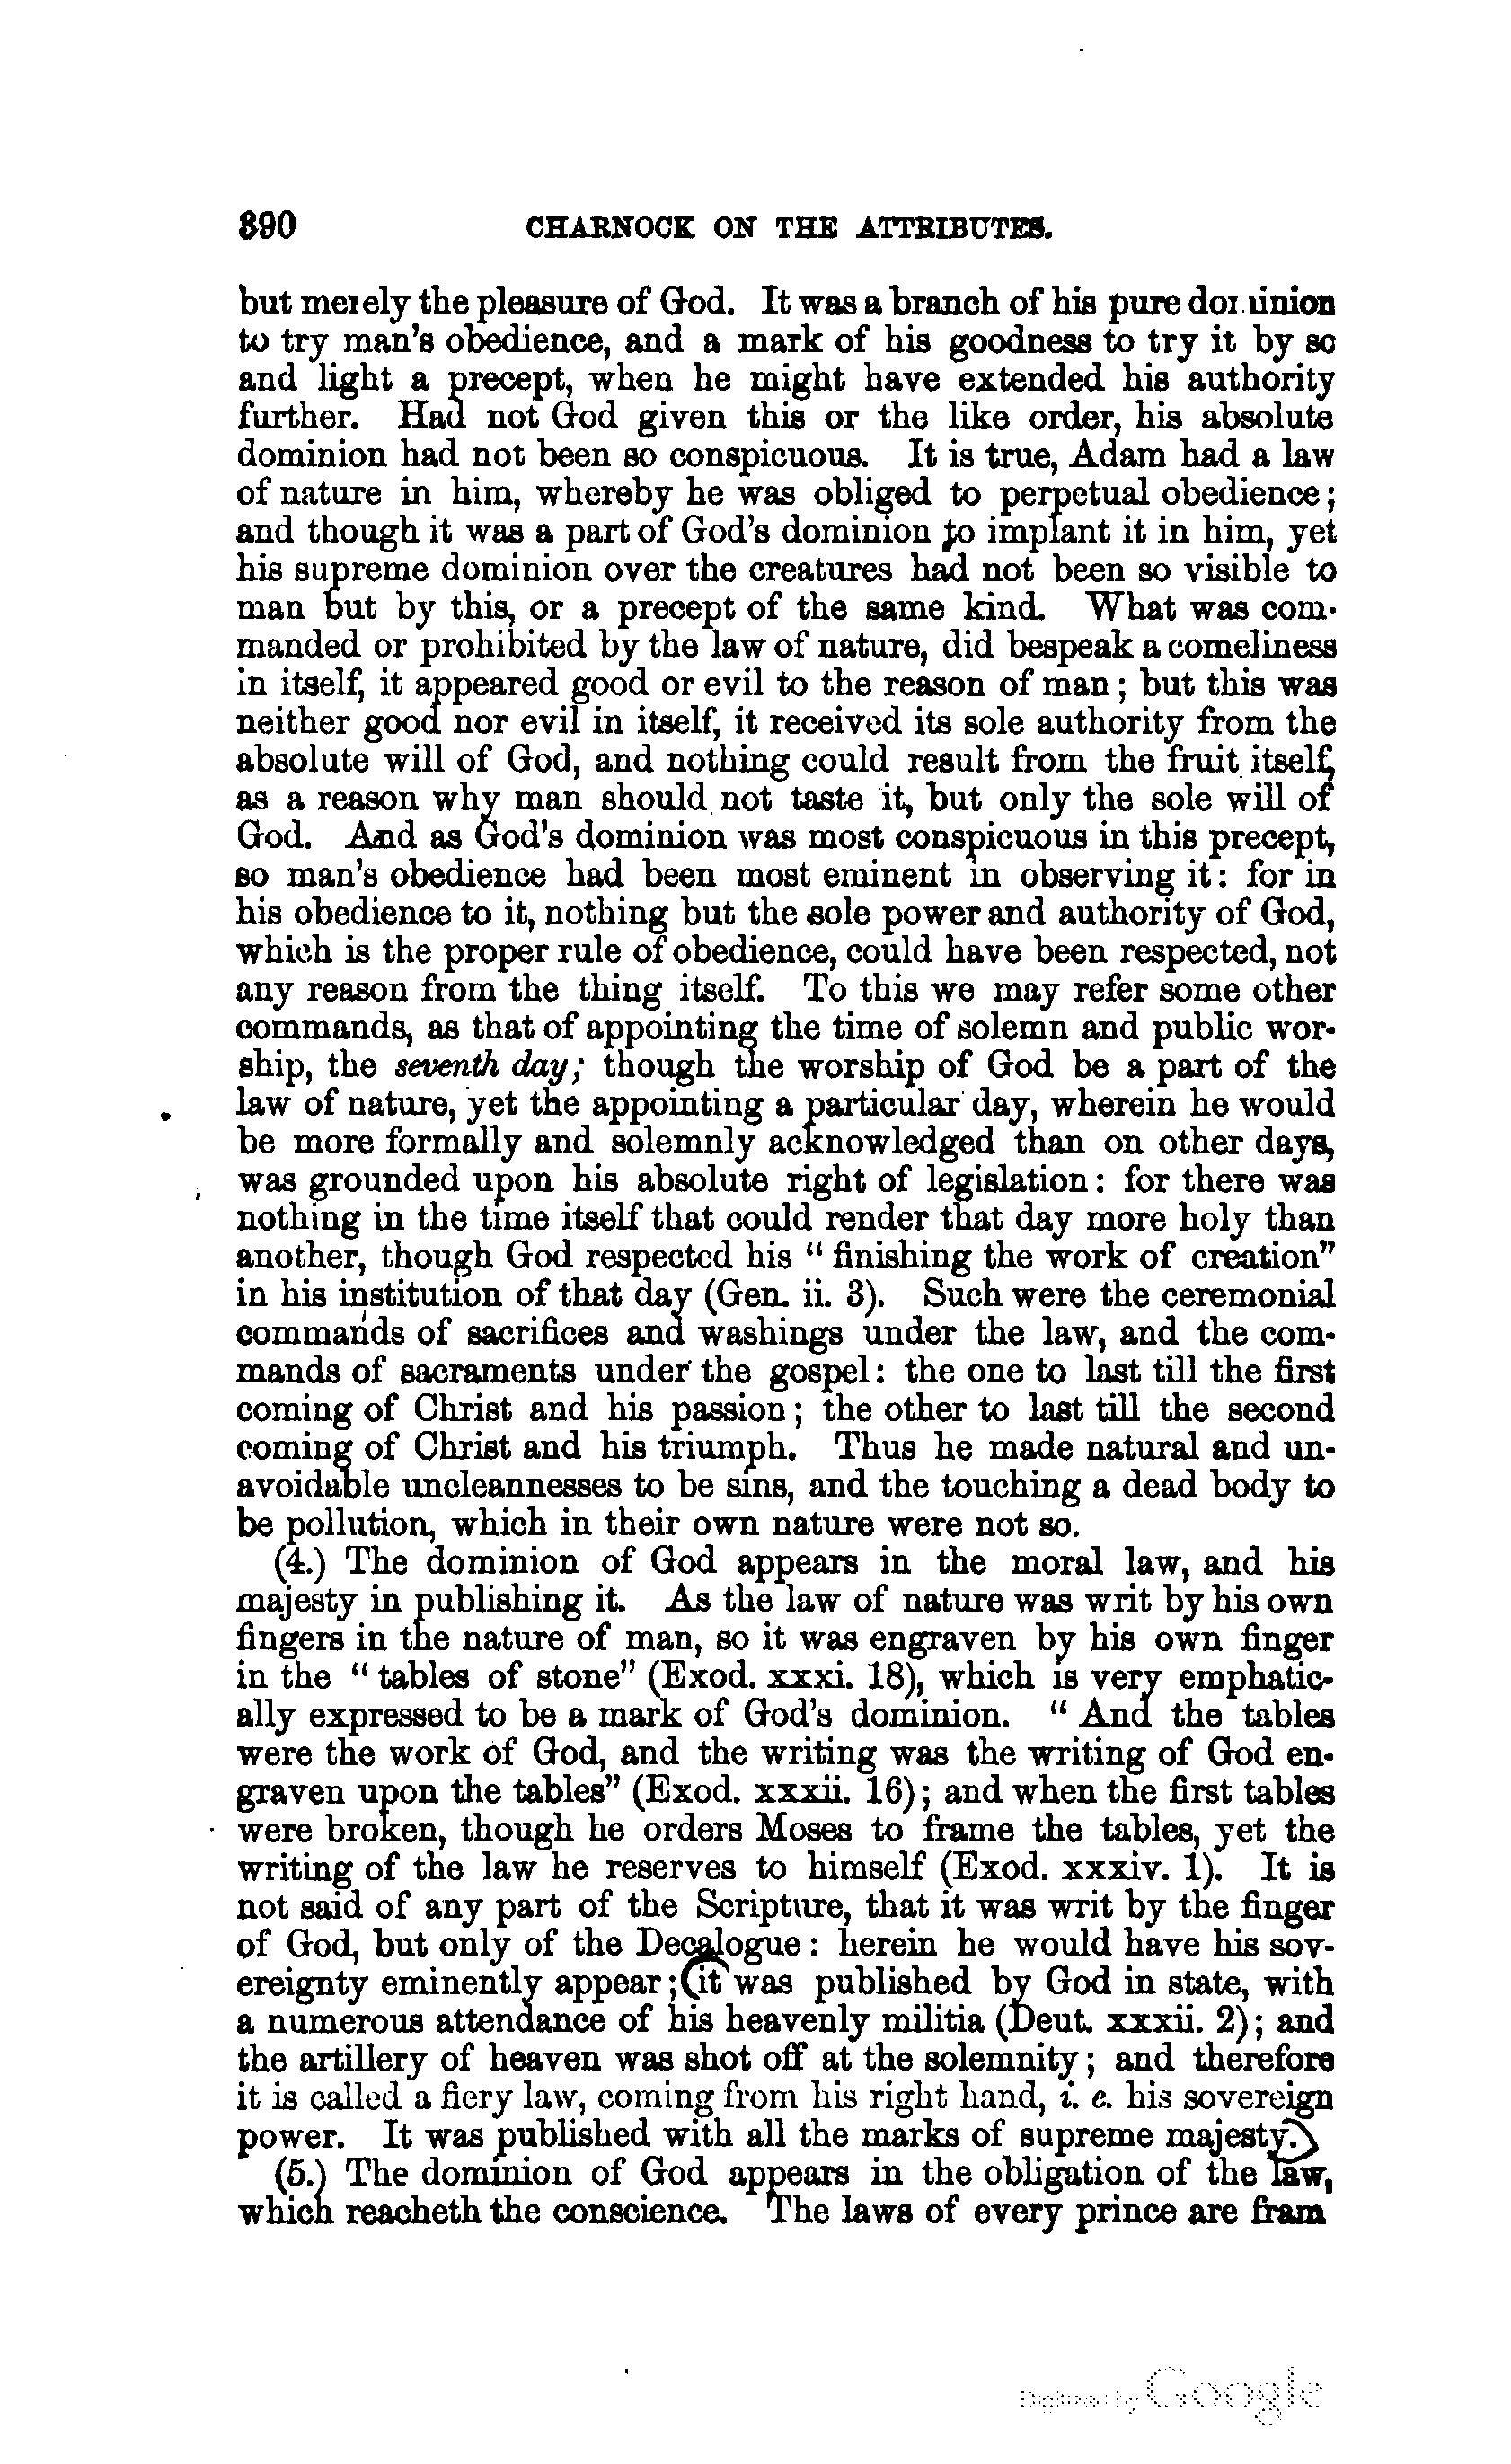 390 CHARNOCK ON THE ATTRIBUTES.
but merely the pleasure of God. It was a branch of his pure dominion
to try man's obedience, and a mark of his goodness to try it by so
and light a precept, when he might have extended his authority
further. Had not God given this or the like order, his absolute
dominion had not been so conspicuous. It is true, Adam had a law
of nature in him, whereby he was obliged to perpetual obedience;
and though it was a part of God's dominion to implant it in him, yet
his supreme dominion over the creatures had not been so visible to
man but by this, or a precept of the same kind. What was com-
manded or prohibited by the law of nature, did bespeak a comeliness
in itself, it appeared good or evil to the reason of man; but this was
neither good nor evil in itself, it received its sole authority from the
absolute will of God, and nothing could result from the fruit itself,
as a reason why man should not taste it, but only the sole will of
God. And as God's dominion was most conspicuous in this precept,
so man's obedience had been most eminent in observing it: for in
his obedience to it, nothing but the sole power and authority of God,
which is the proper rule of obedience, could have been respected, not
any reason from the thing itself. To this we may refer some other
commands, as that of appointing the time of solemn and public wor-
ship, the seventh day; though the worship of God be a part of the
law of nature, yet the appointing a particular day, wherein he would
be more formally and solemnly acknowledged than on other days,
was grounded upon his absolute right of legislation: for there was
nothing in the time itself that could render that day more holy than
another, though God respected his "finishing the work of creation"
in his institution of that day (Gen. ii. 3). Such were the ceremonial
commands of sacrifices and washings under the law, and the com-
mands of sacraments under the gospel: the one to last till the first
coming of Christ and his passion; the other to last till the second
coming of Christ and his triumph. Thus he made natural and un-
avoidable uncleannesses to be sins, and the touching a dead body to
be pollution, which in their own nature were not so.
(4.) The dominion of God appears in the moral law, and his
majesty in publishing it. As the law of nature was writ by his own
fingers in the nature of man, so it was engraven by his own finger
in the "tables of stone" (Exod. xxxi. 18), which is very emphatic-
ally expressed to be a mark of God's dominion. "And the tables
were the work of God, and the writing was the writing of God en-
graven upon the tables" (Exod. xxxii. 16); and when the first tables
were broken, though he orders Moses to frame the tables, yet the
writing of the law he reserves to himself (Exod. xxxiv. 1). It is
not said of any part of the Scripture, that it was writ by the finger
of God, but only of the Decalogue: herein he would have his sov-
ereignty eminently appear; (it was published by God in state, with
a numerous attendance of his heavenly militia (Deut. xxxii. 2); and
the artillery of heaven was shot off at the solemnity; and therefore
it is called a fiery law, coming from his right hand, i. e. his sovereign
power. It was published with all the marks of supreme majesty.)
(5.) The dominion of God appears in the obligation of the law,
which reacheth the conscience. The laws of every prince are fram
Digitized by Google